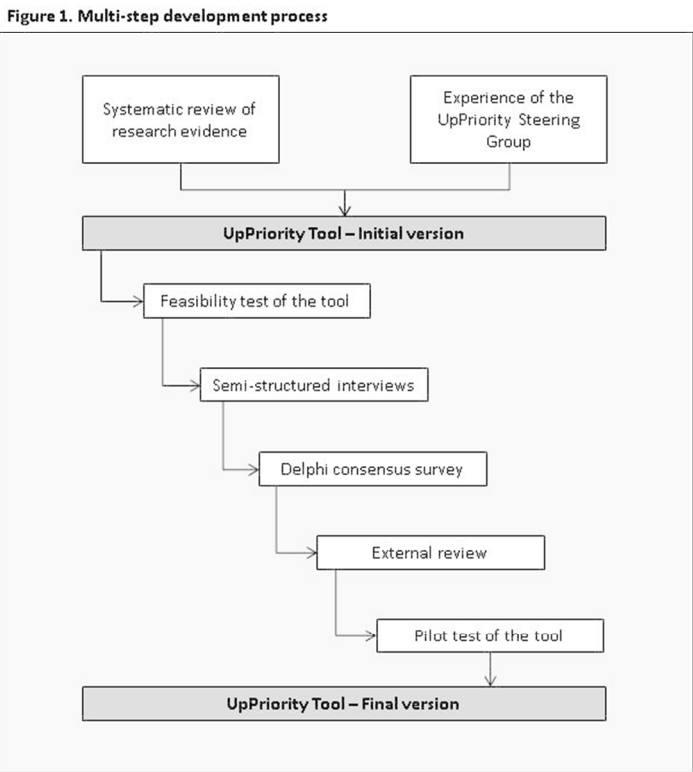 Figure 1. Multi-step development process
Systematic review of
research evidence
Experience of the
UpPriority Steering
Group
UpPriority Tool – Initial version
Feasibility test of the tool
Semi-structured interviews
Delphi consensus survey
External review
Pilot test of the tool
UpPriority Tool – Final version